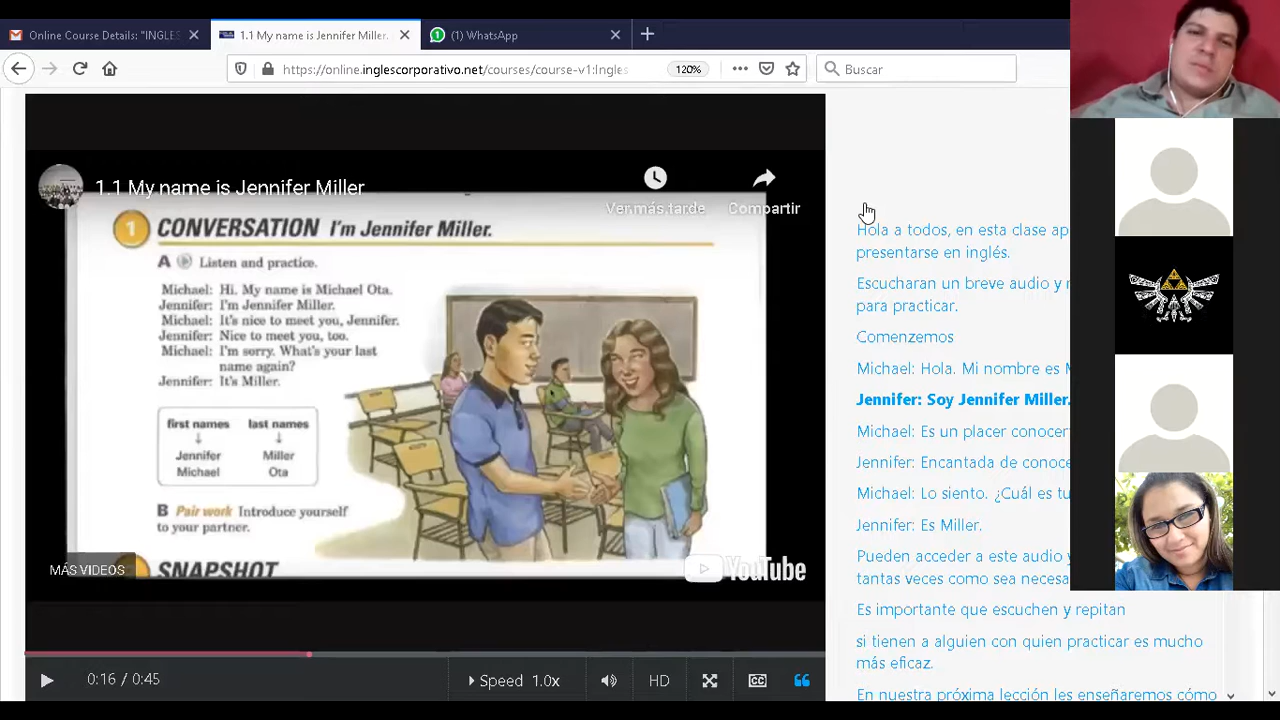 Online Course Details: "INGLES
1.1 My name is Jennifer Miller.
(1) WhatsApp
https://online.inglescorporativo.net/courses/course-v1:Ingles
120%
Buscar
1.1 My name is Jennifer Miller
Ver más tarde
Compartir
1 CONVERSATION I'm Jennifer Miller.
A Listen and practice.
Michael: Hi. My name is Michael Ota.
Jennifer: I'm Jennifer Miller.
Michael: It's nice to meet you, Jennifer.
Jennifer: Nice to meet you, too.
Michael: I'm sorry. What's your last
name again?
Jennifer: It's Miller.
first names last names
Jennifer Miller
Michael Ota
B Pair work Introduce yourself
to your partner.
SNAPSHOT
MÁS VIDEOS
YouTube
0:16 / 0:45
Speed 1.0x
HD
CC
Hola a todos, en esta clase ap
presentarse en inglés.
Escucharan un breve audio y
para practicar.
Comenzemos
Michael: Hola. Mi nombre es
Jennifer: Soy Jennifer Miller.
Michael: Es un placer conocer
Jennifer: Encantada de conoce
Michael: Lo siento. ¿Cuál es tu
Jennifer: Es Miller.
Pueden acceder a este audio y
tantas veces como sea necesa
Es importante que escuchen y repitan
si tienen a alguien con quien practicar es mucho
más eficaz.
En nuestra próxima lección les enseñaremos cómo